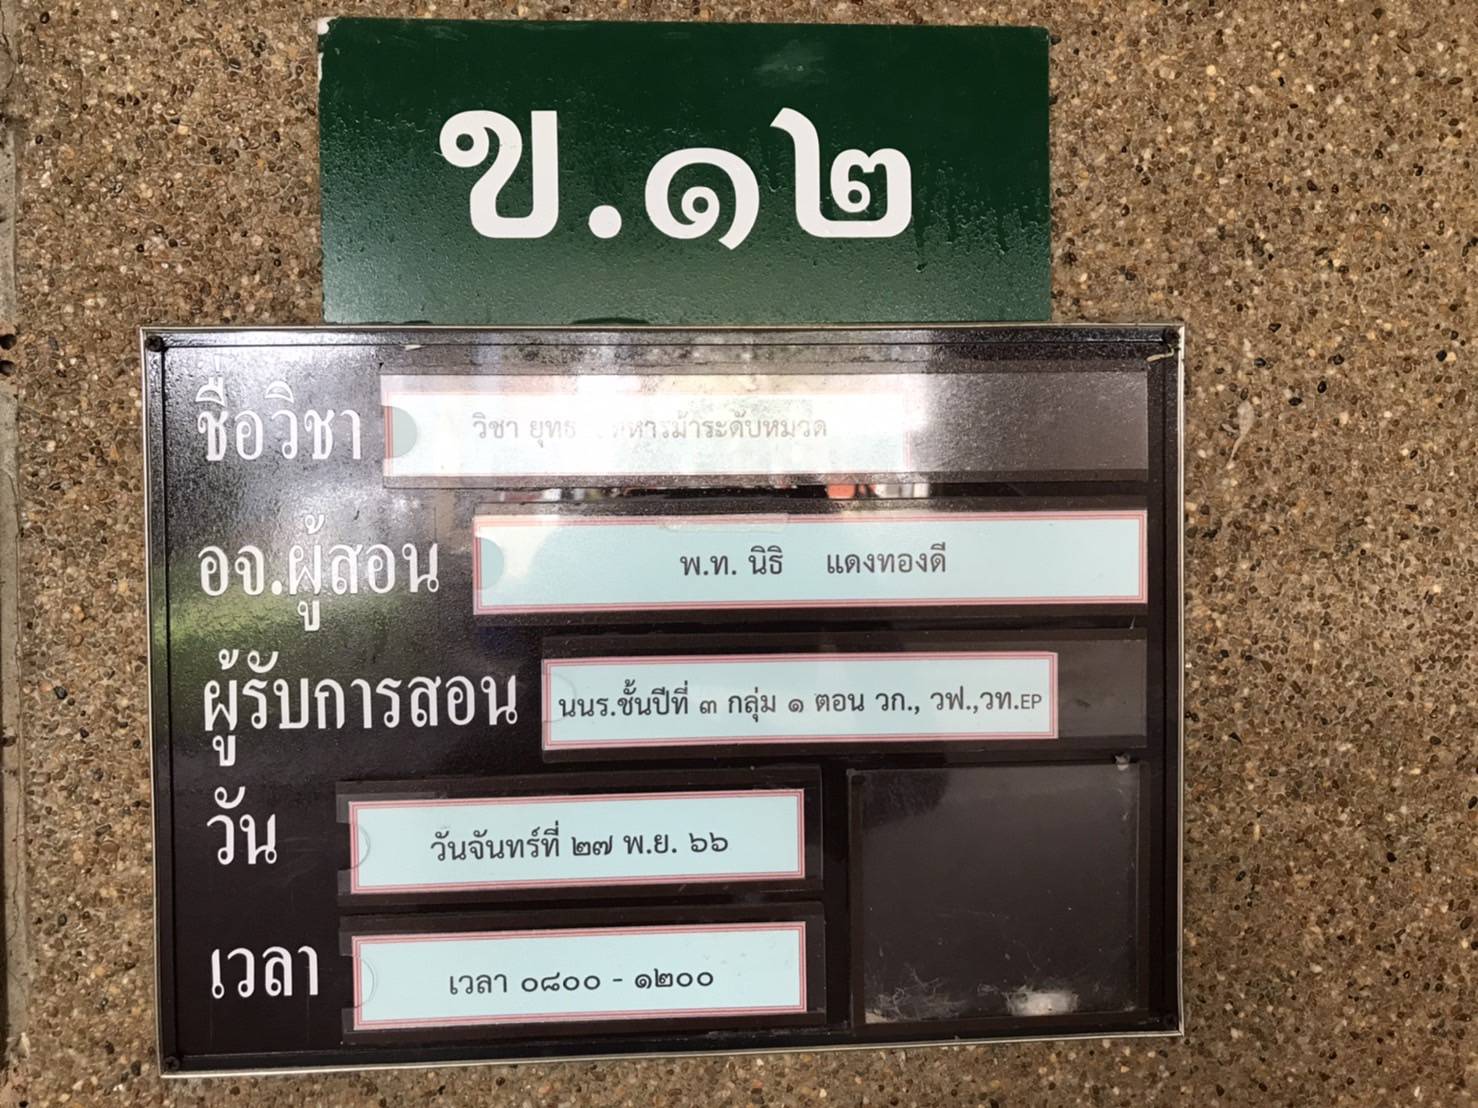 ข.๑๒
ชื่อวิชา วิชา ทหารม้าระดับหมวด
อจ.ผู้สอน พ.ท. นิธิ แดงทองดี
ผู้รับการสอน นนร.ชั้นปีที่ ๓ กลุ่ม ๑ ตอน วก., วฟ.,วท.EP
วัน วันจันทร์ที่ ๒๗ พ.ย. ๖๖
เวลา เวลา ๐๘๐๐ - ๑๒๐๐